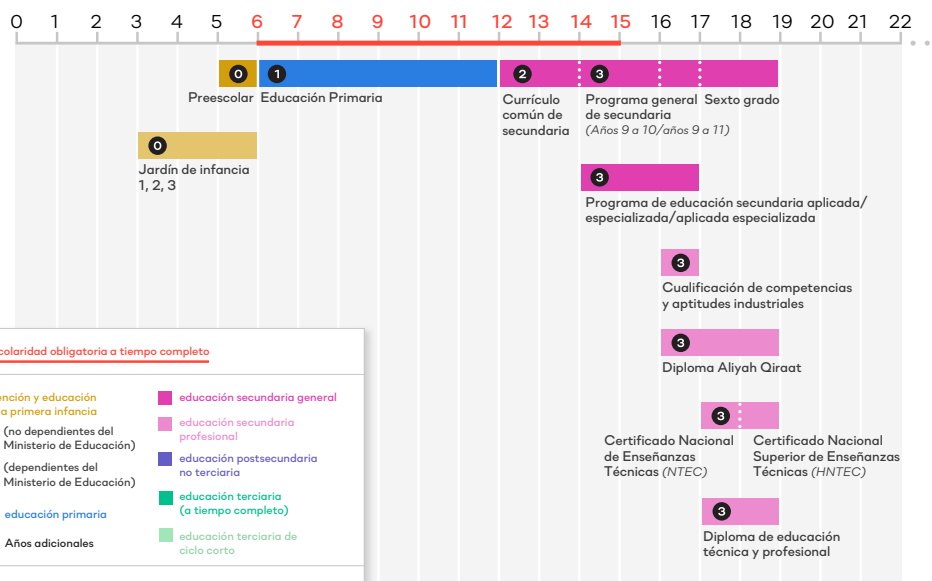 0 1 2 3 4 5 6 7 8 9 10 11 12 13 14 15 16 17 18 19 20 21 22
0 1 2 3
Preescolar Educación Primaria
Currículo
común de
secundaria
Programa general
de secundaria
(Años 9 a 10/años 9 a 11)
Sexto grado
0
Jardín de infancia
1, 2, 3
3
Programa de educación secundaria aplicada/
especializada/aplicada especializada
3
Cualificación de competencias
y aptitudes industriales
3
Diploma Aliyah Qiraat
3
Certificado Nacional
de Enseñanzas
Técnicas (NTEC)
Certificado Nacional
Superior de Enseñanzas
Técnicas (HNTEC)
3
Diploma de educación
técnica y profesional
colaridad obligatoria a tiempo completo
nción y educación
a primera infancia
(no dependientes del
Ministerio de Educación)
(dependientes del
Ministerio de Educación)
educación primaria
Años adicionales
educación secundaria general
educación secundaria
profesional
educación postsecundaria
no terciaria
educación terciaria
(a tiempo completo)
educación terciaria de
ciclo corto